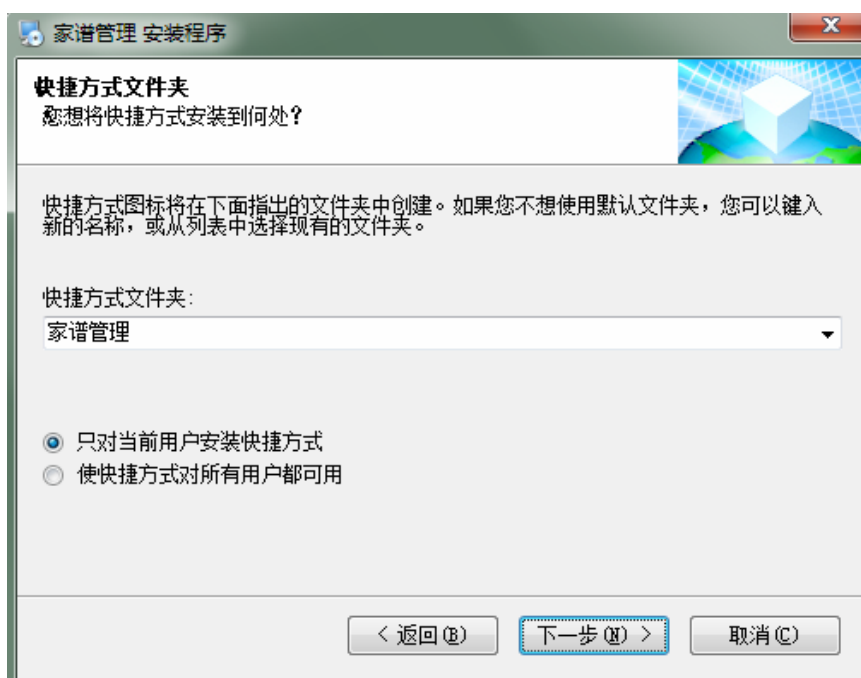 家谱管理 安装程序
快捷方式文件夹
您想将快捷方式安装到何处?
快捷方式图标将在下面指出的文件夹中创建。如果您不想使用默认文件夹，您可以键入
新的名称，或从列表中选择现有的文件夹。
快捷方式文件夹:
家谱管理
只对当前用户安装快捷方式
使快捷方式对所有用户都可用
< 返回(B) 下一步(N) > 取消(C)